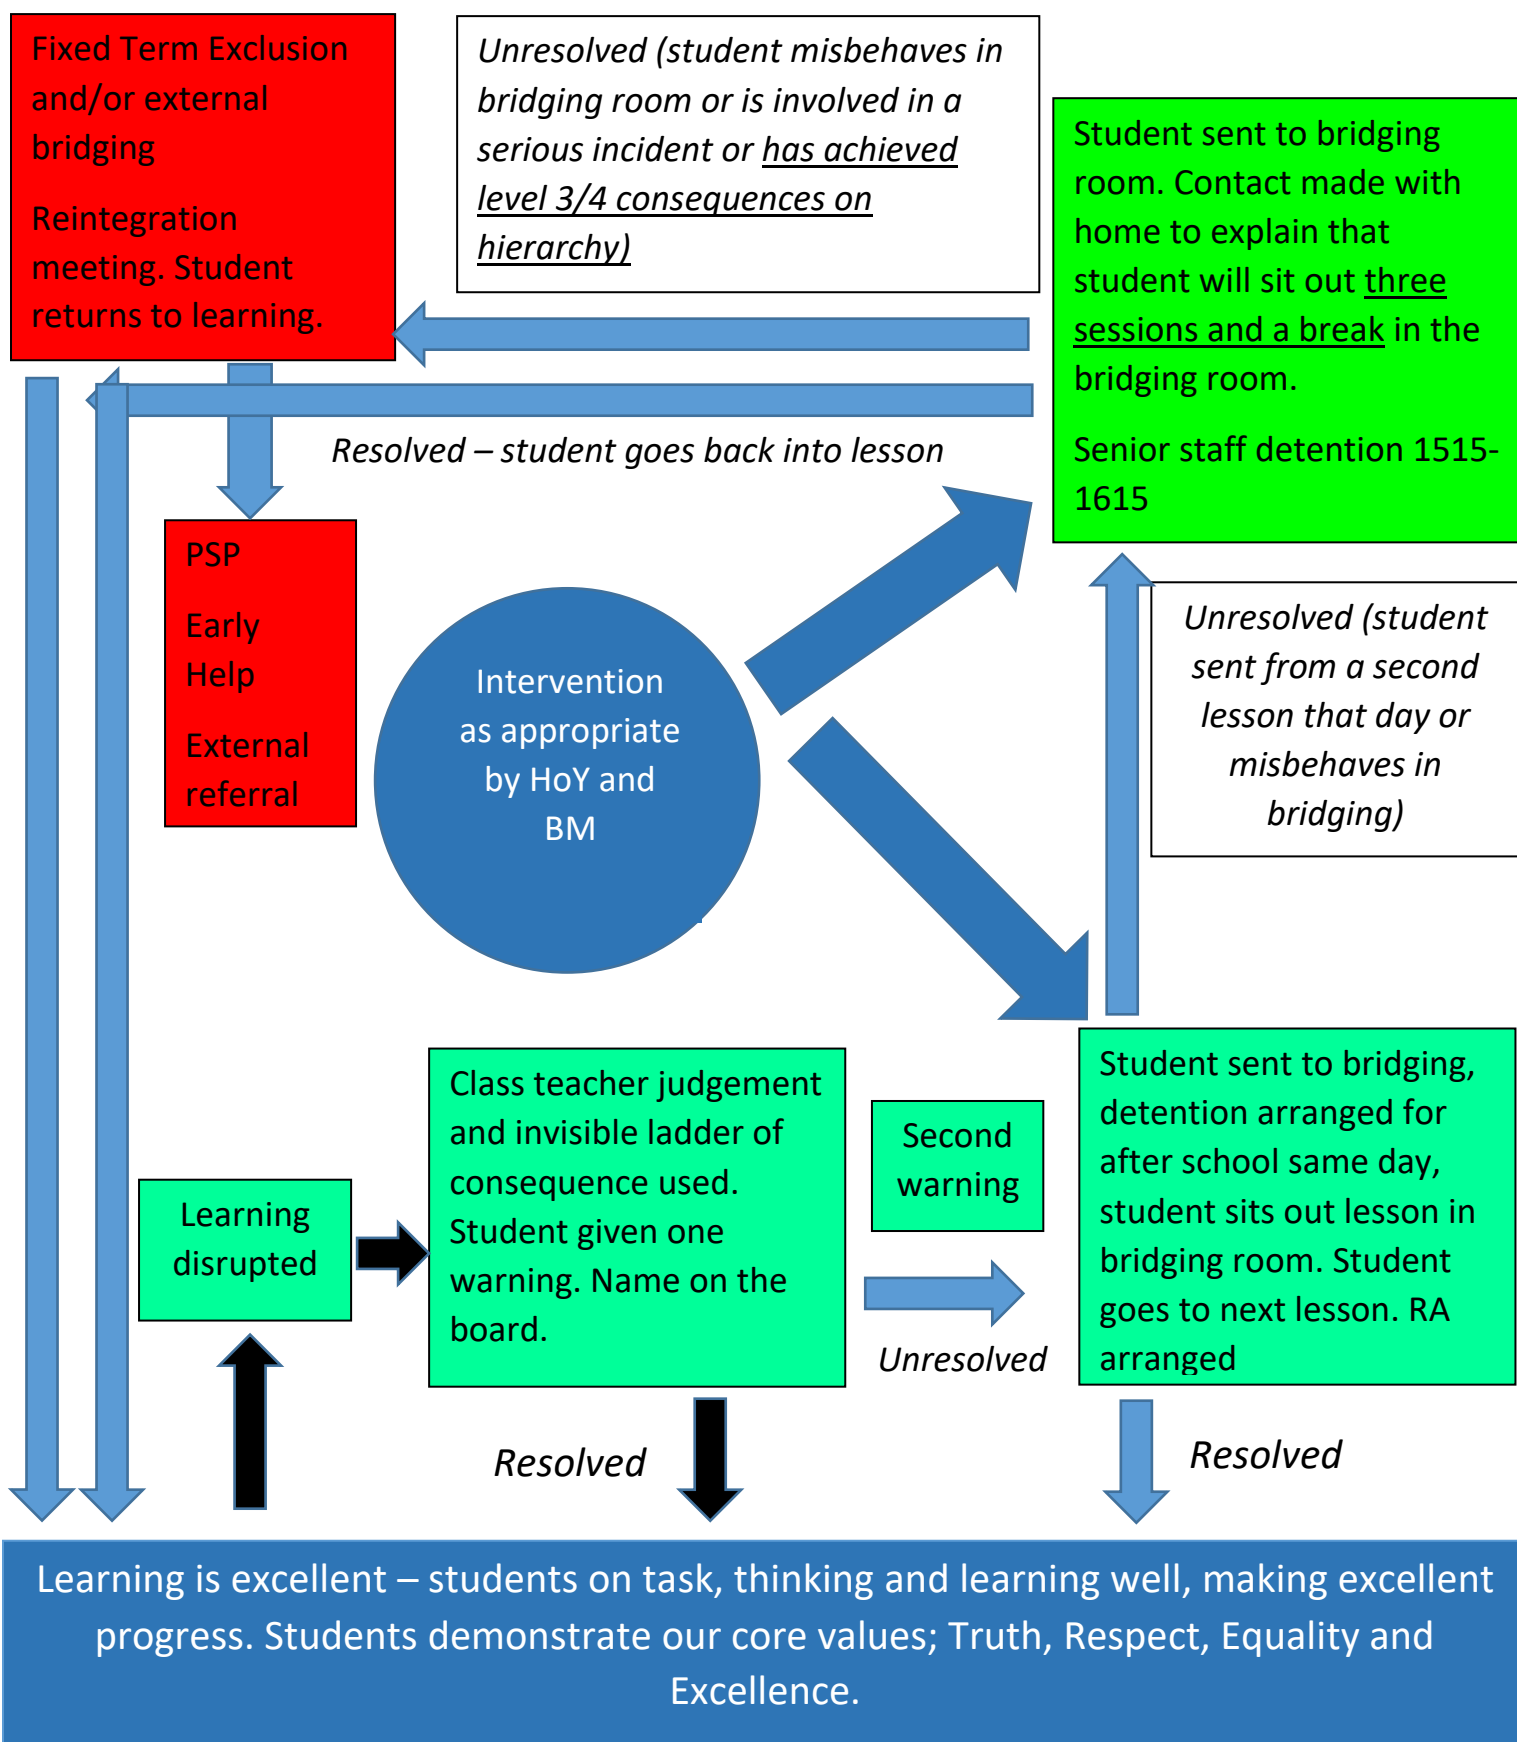 Fixed Term Exclusion
and/or external
bridging
Reintegration
meeting. Student
returns to learning.
Unresolved (student misbehaves in
bridging room or is involved in a
serious incident or has achieved
level 3/4 consequences on
hierarchy)
Student sent to bridging
room. Contact made with
home to explain that
student will sit out three
sessions and a break in the
bridging room.
Senior staff detention 1515-
1615
Resolved – student goes back into lesson
PSP
Early
Help
External
referral
Intervention
as appropriate
by HoY and
BM
Unresolved (student
sent from a second
lesson that day or
misbehaves in
bridging)
Learning
disrupted
Class teacher judgement
and invisible ladder of
consequence used.
Student given one
warning. Name on the
board.
Second
warning
Unresolved
Student sent to bridging,
detention arranged for
after school same day,
student sits out lesson in
bridging room. Student
goes to next lesson. RA
arranged
Resolved
Resolved
Learning is excellent – students on task, thinking and learning well, making excellent
progress. Students demonstrate our core values; Truth, Respect, Equality and
Excellence.